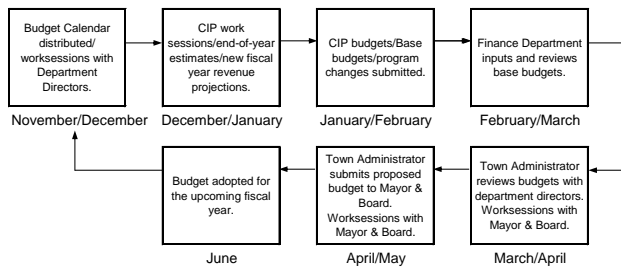 Budget Calendar
distributed/
worksessions with
Department
Directors.
November/December
CIP work
sessions/end-of-year
estimates/new fiscal
year revenue
projections.
December/January
CIP budgets/Base
budgets/program
changes submitted.
January/February
Finance Department
inputs and reviews
base budgets.
February/March
Town Administrator
reviews budgets with
department directors.
Worksessions with
Mayor & Board.
March/April
Town Administrator
submits proposed
budget to Mayor &
Board.
Worksessions with
Mayor & Board.
April/May
Budget adopted for
the upcoming fiscal
year.
June